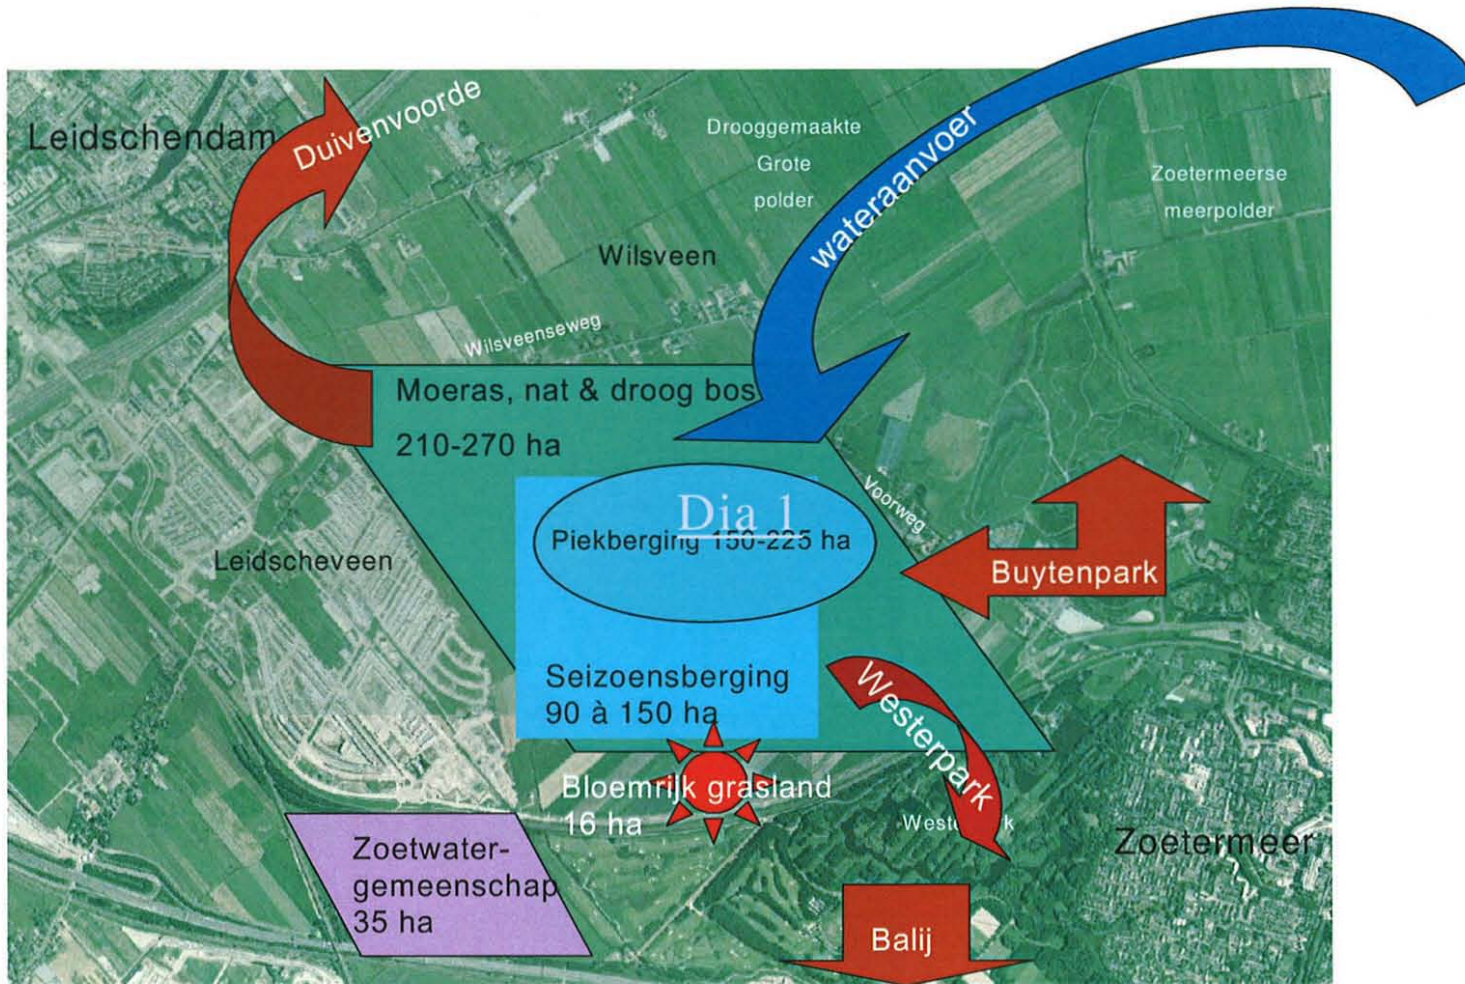 Leidschendam
Duivenvoorde
Drooggemaakte
Grote
polder
Zoetermeerse
meerpolder
wateraanvoer
Wilsveen
Wilsveenseweg
Moeras, nat & droog bos
210-270 ha
Voorweg
Dia 1
Piekberging 150-225 ha
Leidscheveen
Buytenpark
Seizoensberging
90 à 150 ha
Westerpark
Bloemrijk grasland
16 ha
Zoetermeer
Zoetwater-
gemeenschap
35 ha
Balij